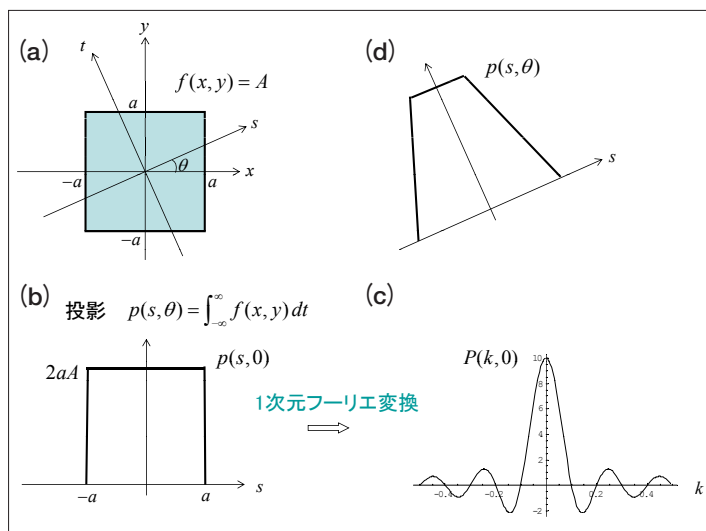 (a)
y
t
f(x, y) = A
a
s
θ
−a
a
x
−a
(d)
p(s,θ)
s
(b) 投影 p(s,θ) = ∫_{−∞}^{∞} f(x, y) dt
2aA
p(s,0)
−a
a
s
1次元フーリエ変換
(c)
P(k,0)
10
8
6
4
2
-2
-0.4
-0.2
0.2
0.4
k